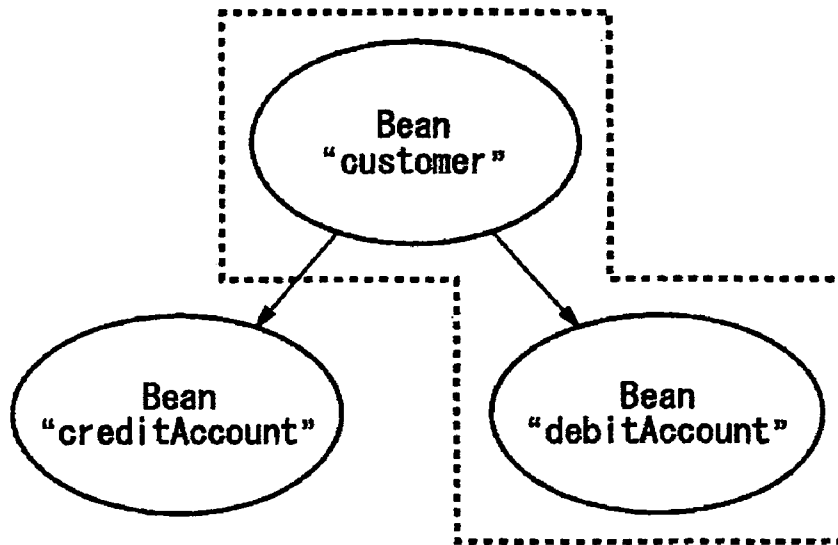 Bean
“customer”
Bean
“creditAccount”
Bean
“debitAccount”